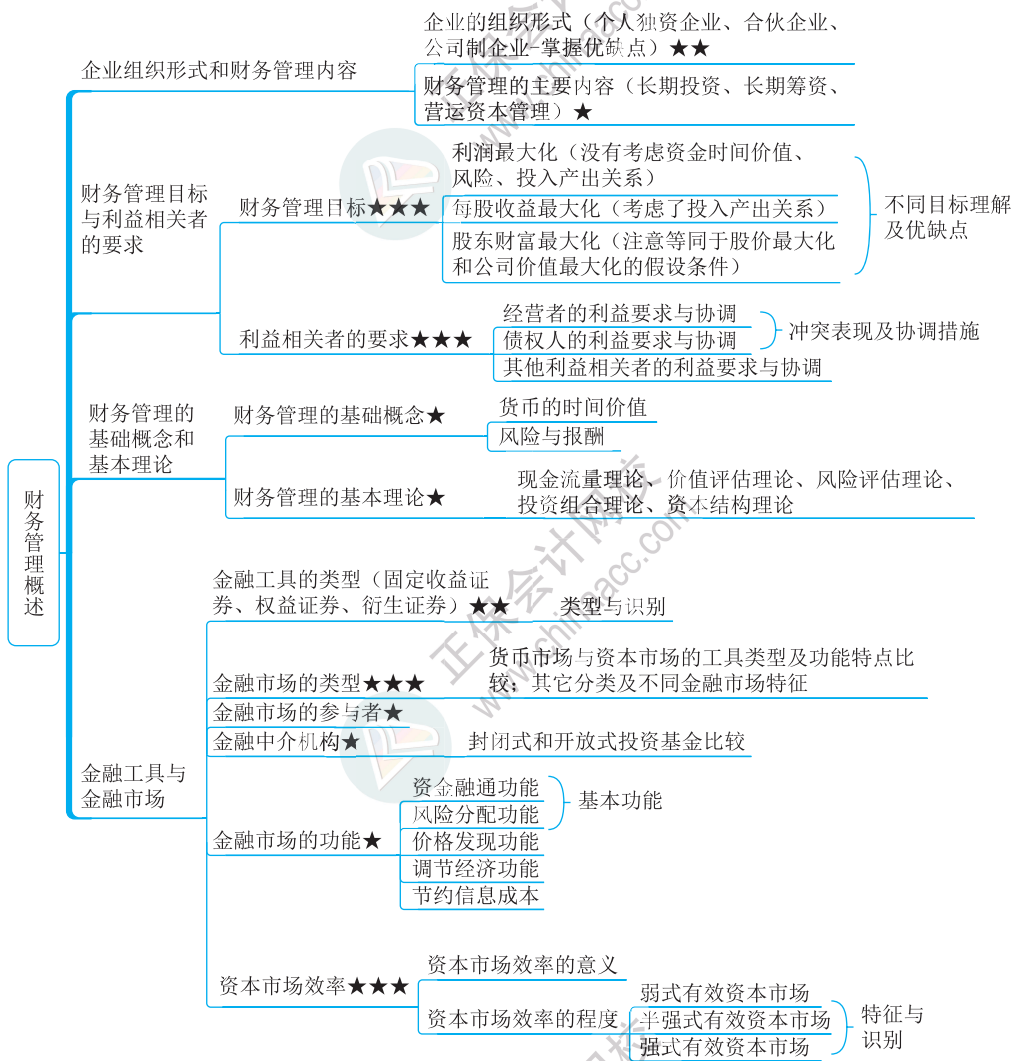 财务管理概述
企业组织形式和财务管理内容
企业的组织形式（个人独资企业、合伙企业、
公司制企业-掌握优缺点）★★
财务管理的主要内容（长期投资、长期筹资、
营运资本管理）★
财务管理目标
与利益相关者
的要求
财务管理目标★★★
利润最大化（没有考虑资金时间价值、
风险、投入产出关系）
每股收益最大化（考虑了投入产出关系）
股东财富最大化（注意等同于股价最大化
和公司价值最大化的假设条件）
不同目标理解
及优缺点
利益相关者的要求★★★
经营者的利益要求与协调
债权人的利益要求与协调
冲突表现及协调措施
其他利益相关者的利益要求与协调
财务管理的
基础概念和
基本理论
财务管理的基础概念★
货币的时间价值
风险与报酬
财务管理的基本理论★
现金流量理论、价值评估理论、风险评估理论、
投资组合理论、资本结构理论
金融工具与
金融市场
金融工具的类型（固定收益证
券、权益证券、衍生证券）★★
类型与识别
金融市场的类型★★★
货币市场与资本市场的工具类型及功能特点比
较；其它分类及不同金融市场特征
金融市场的参与者★
金融中介机构★
封闭式和开放式投资基金比较
金融市场的功能★
资金融通功能
风险分配功能
基本功能
价格发现功能
调节经济功能
节约信息成本
资本市场效率★★★
资本市场效率的意义
资本市场效率的程度
弱式有效资本市场
半强式有效资本市场
强式有效资本市场
特征与
识别
正保会计网校
www.chinaacc.com